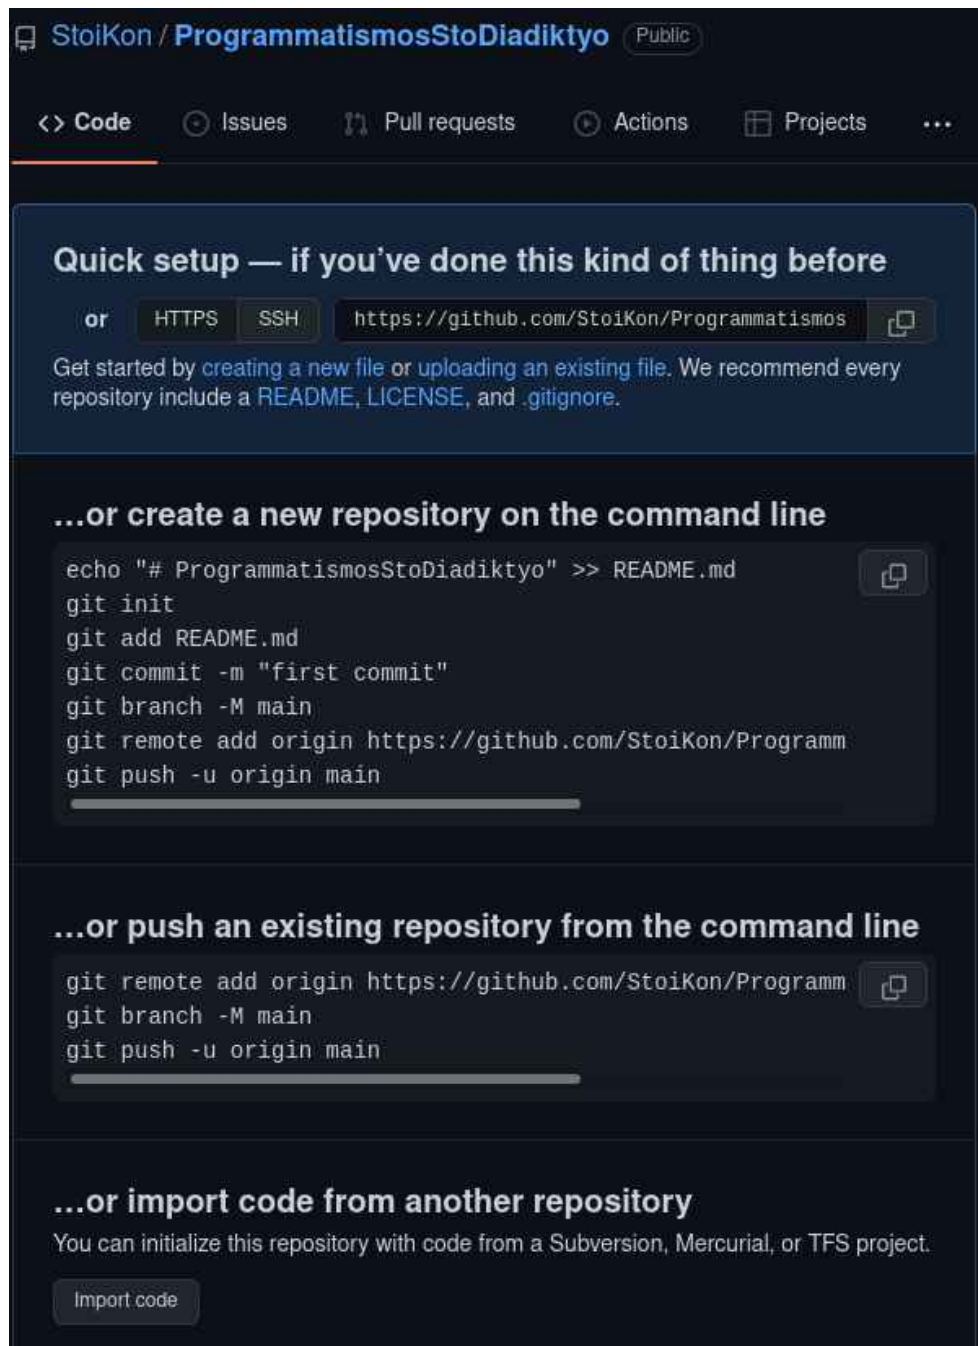 StoiKon / ProgrammatismosStoDiadiktyo Public
Code Issues Pull requests Actions Projects ...
Quick setup — if you’ve done this kind of thing before
or HTTPS SSH https://github.com/StoiKon/Programmatismos
Get started by creating a new file or uploading an existing file. We recommend every
repository include a README, LICENSE, and .gitignore.
…or create a new repository on the command line
echo "# ProgrammatismosStoDiadiktyo" >> README.md
git init
git add README.md
git commit -m "first commit"
git branch -M main
git remote add origin https://github.com/StoiKon/Programm
git push -u origin main
…or push an existing repository from the command line
git remote add origin https://github.com/StoiKon/Programm
git branch -M main
git push -u origin main
…or import code from another repository
You can initialize this repository with code from a Subversion, Mercurial, or TFS project.
Import code